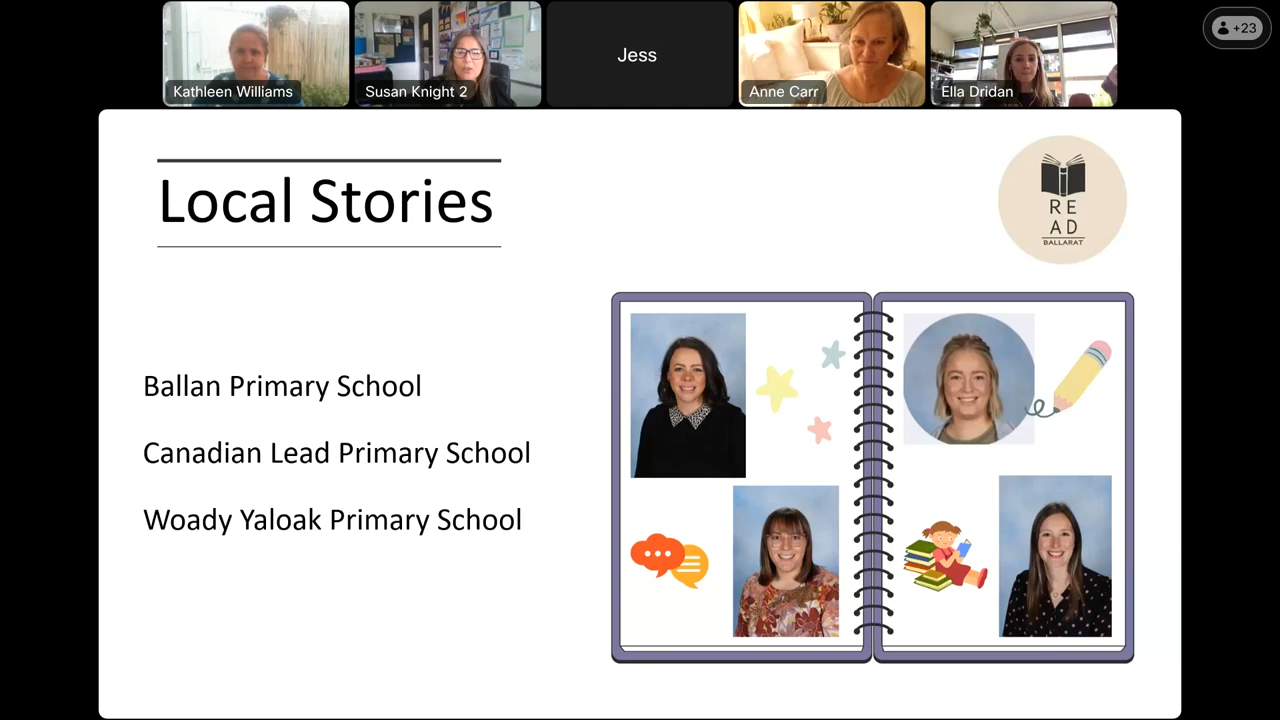 Kathleen Williams
Susan Knight 2
Jess
Anne Carr
Ella Dridan
+23
Local Stories
RE
AD
BALLARAT
Ballan Primary School
Canadian Lead Primary School
Woady Yaloak Primary School